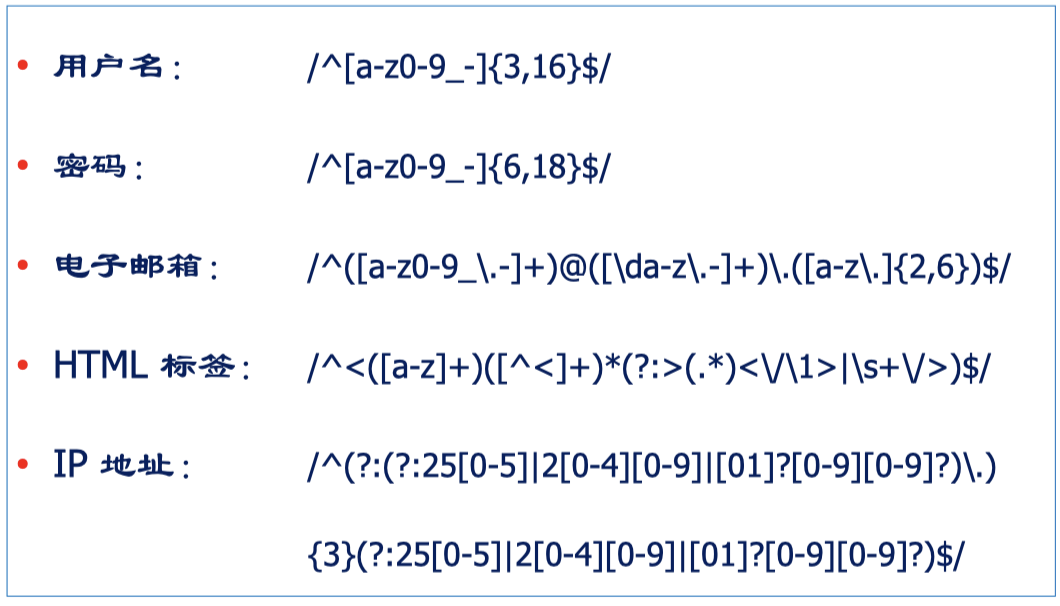 • 用户名: /^[a-z0-9_-]{3,16}$/
• 密码: /^[a-z0-9_-]{6,18}$/
• 电子邮箱: /^([a-z0-9_\.-]+)@([\da-z\.-]+)\.([a-z\.]{2,6})$/
• HTML 标签: /^<([a-z]+)([^<]+)*(?:>(.*)<\/\1>|\s+\/>)$/
• IP 地址: /^(?:(?:25[0-5]|2[0-4][0-9]|[01]?[0-9][0-9]?)\.)
{3}(?:25[0-5]|2[0-4][0-9]|[01]?[0-9][0-9]?)$/